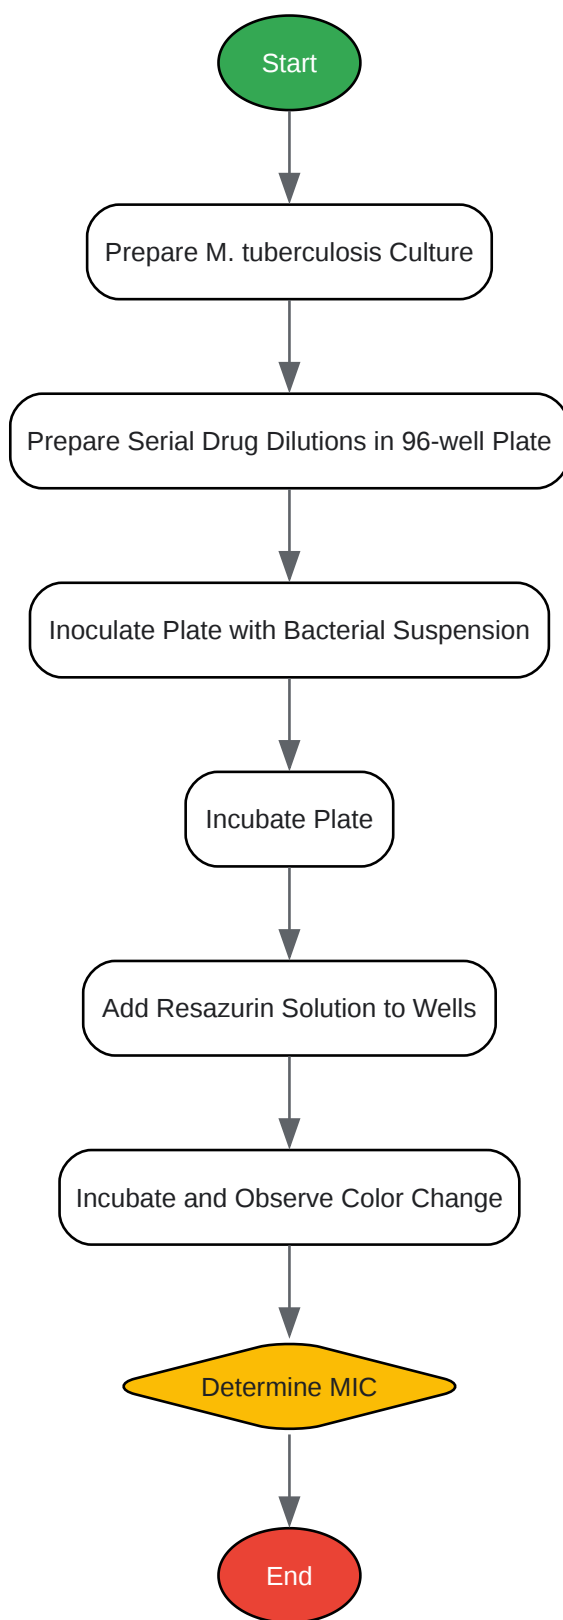 Start
Prepare M. tuberculosis Culture
Prepare Serial Drug Dilutions in 96-well Plate
Inoculate Plate with Bacterial Suspension
Incubate Plate
Add Resazurin Solution to Wells
Incubate and Observe Color Change
Determine MIC
End